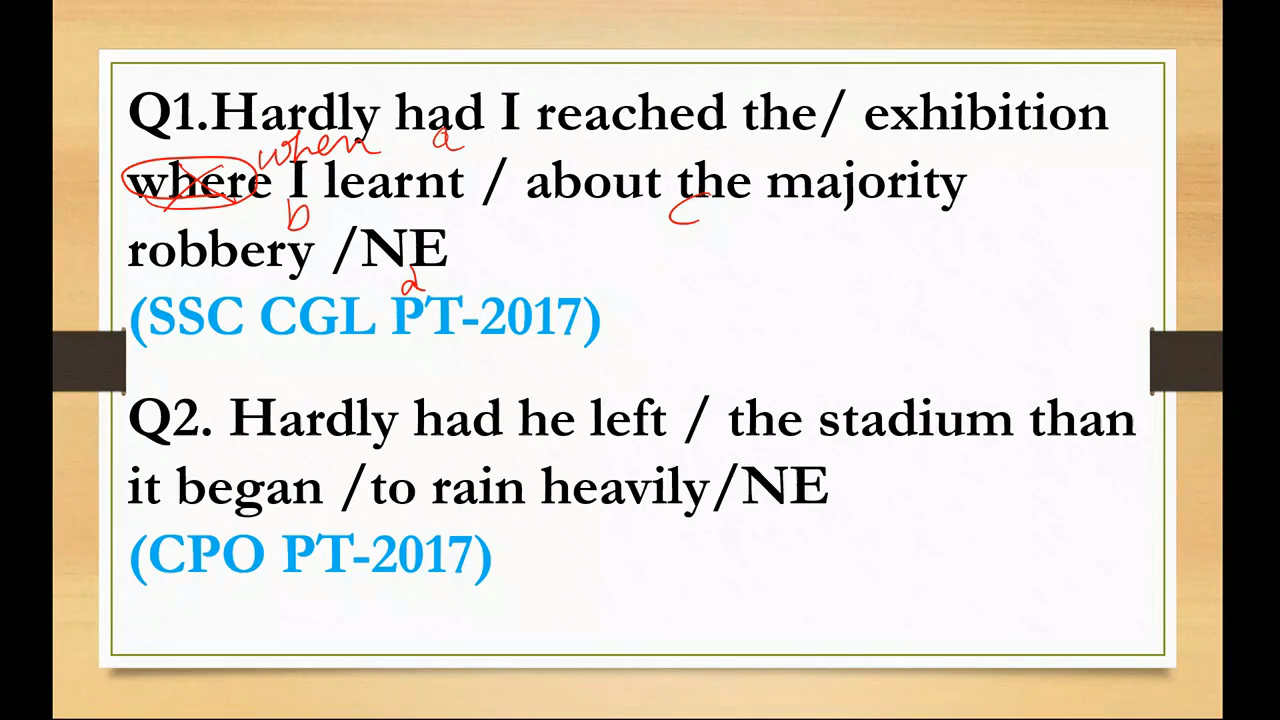 Q1.Hardly had I reached the/ exhibition
when a
where I learnt / about the majority
b c
robbery /NE
d
(SSC CGL PT-2017)
Q2. Hardly had he left / the stadium than
it began /to rain heavily/NE
(CPO PT-2017)